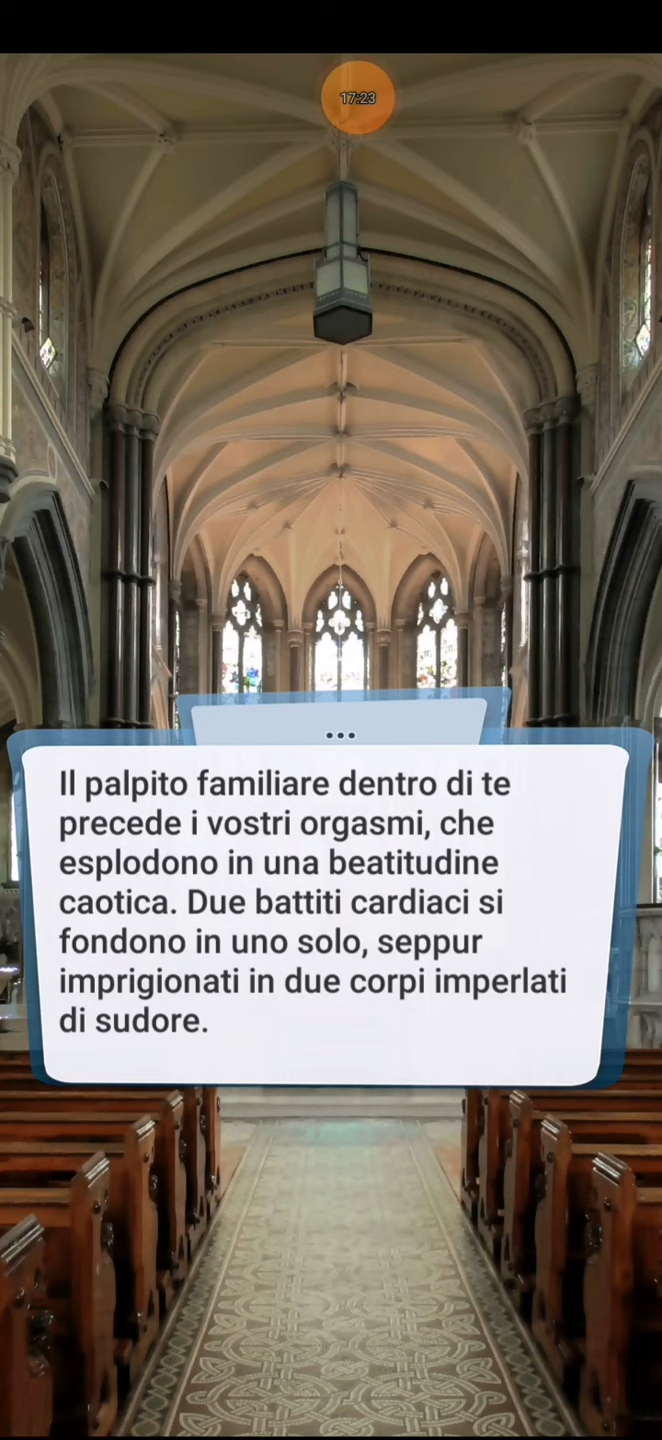 17:23
...
Il palpito familiare dentro di te
precede i vostri orgasmi, che
esplodono in una beatitudine
caotica. Due battiti cardiaci si
fondono in uno solo, seppur
imprigionati in due corpi imperlati
di sudore.